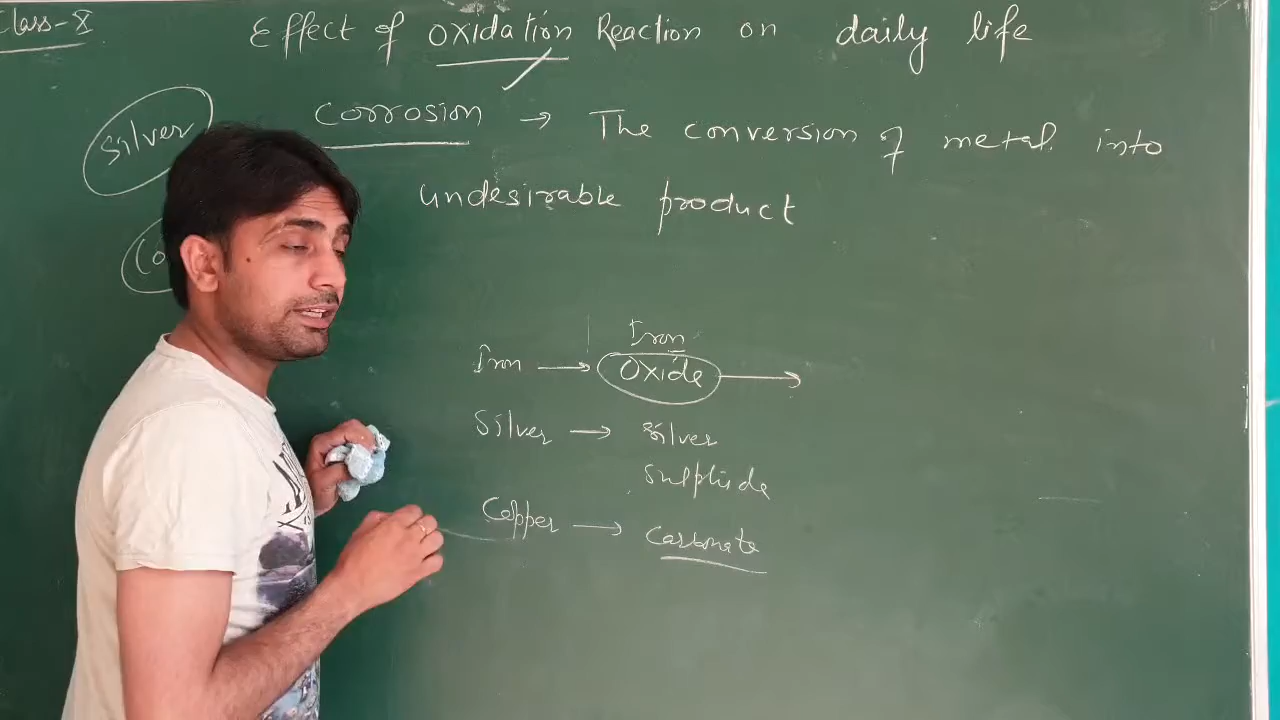 Class-X
Effect of oxidation Reaction on daily life
Silver
Corrosion → The conversion of metal into
undesirable product
Co
Iron → Iron Oxide →
Silver → Silver
Sulphide
Copper → Carbonate